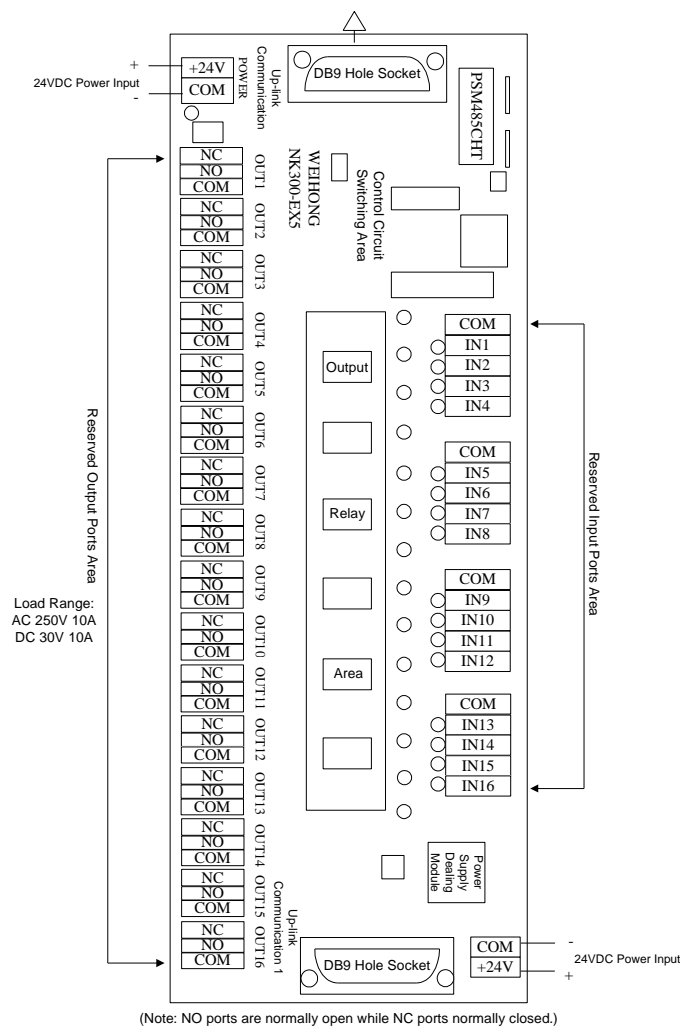 +
24VDC Power Input
-
+24V
COM
POWER
Up-link
Communication
DB9 Hole Socket
PSM485CHT
WEIHONG
NK300-EX5
Control Circuit
Switching Area
NC
NO
COM
OUT1
NC
NO
COM
OUT2
NC
NO
COM
OUT3
NC
NO
COM
OUT4
NC
NO
COM
OUT5
NC
NO
COM
OUT6
NC
NO
COM
OUT7
NC
NO
COM
OUT8
NC
NO
COM
OUT9
NC
NO
COM
OUT10
NC
NO
COM
OUT11
NC
NO
COM
OUT12
NC
NO
COM
OUT13
NC
NO
COM
OUT14
NC
NO
COM
OUT15
NC
NO
COM
OUT16
Reserved Output Ports Area
Load Range:
AC 250V 10A
DC 30V 10A
Output
Relay
Area
COM
IN1
IN2
IN3
IN4
COM
IN5
IN6
IN7
IN8
COM
IN9
IN10
IN11
IN12
COM
IN13
IN14
IN15
IN16
Reserved Input Ports Area
Power
Supply
Dealing
Module
Up-link
Communication 1
DB9 Hole Socket
COM
+24V
-
24VDC Power Input
+
(Note: NO ports are normally open while NC ports normally closed.)